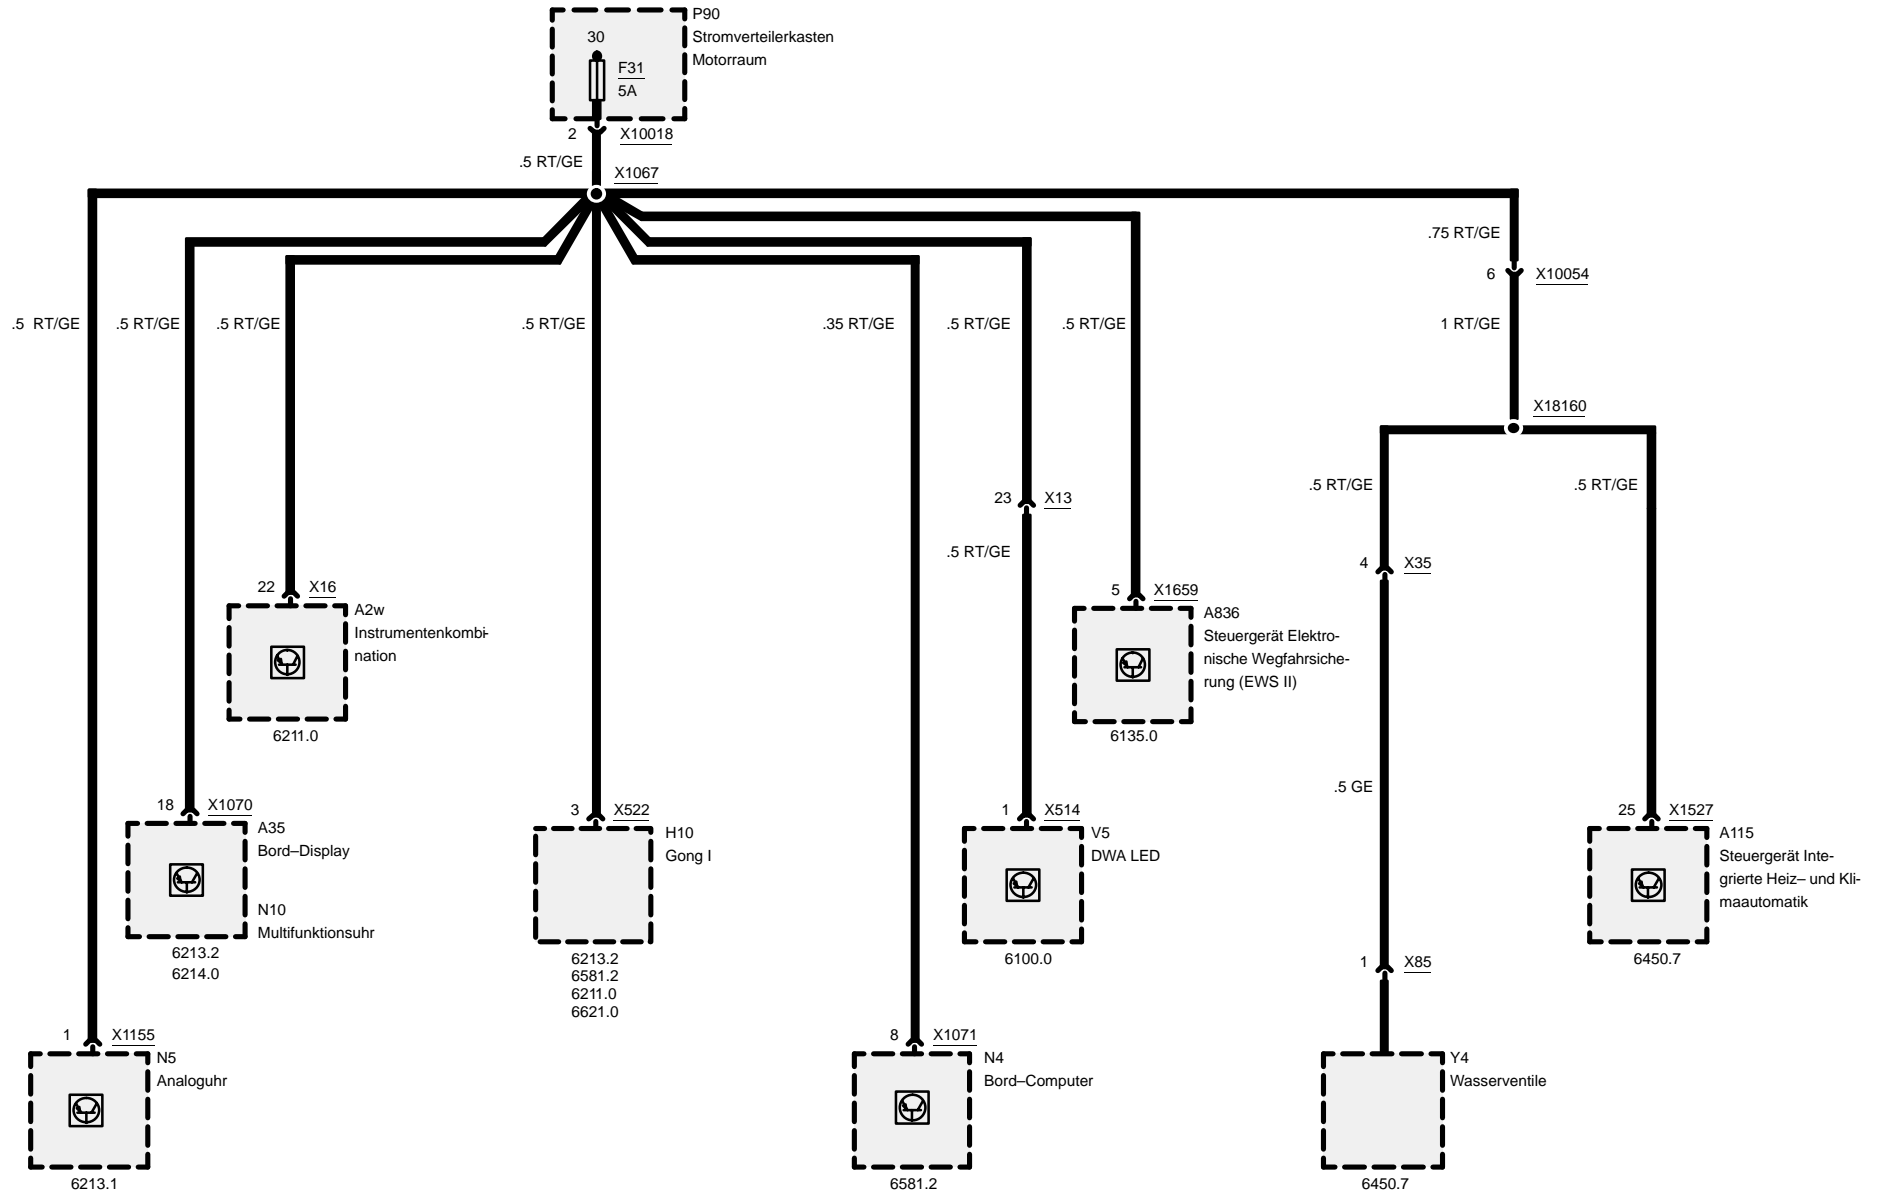 P90
Stromverteilerkasten
Motorraum
30
F31
5A
2 X10018
.5 RT/GE
X1067
.75 RT/GE
6 X10054
.5 RT/GE
.5 RT/GE
.5 RT/GE
.5 RT/GE
.35 RT/GE
.5 RT/GE
.5 RT/GE
1 RT/GE
X18160
.5 RT/GE
.5 RT/GE
23 X13
.5 RT/GE
4 X35
22 X16
A2w
Instrumentenkombi-
nation
6211.0
5 X1659
A836
Steuergerät Elektro-
nische Wegfahrsiche-
rung (EWS II)
6135.0
.5 GE
18 X1070
A35
Bord–Display
N10
Multifunktionsuhr
6213.2
6214.0
3 X522
H10
Gong I
6213.2
6581.2
6211.0
6621.0
1 X514
V5
DWA LED
6100.0
25 X1527
A115
Steuergerät Inte-
grierte Heiz– und Kli-
maautomatik
6450.7
1 X85
1 X1155
N5
Analoguhr
6213.1
8 X1071
N4
Bord–Computer
6581.2
Y4
Wasserventile
6450.7